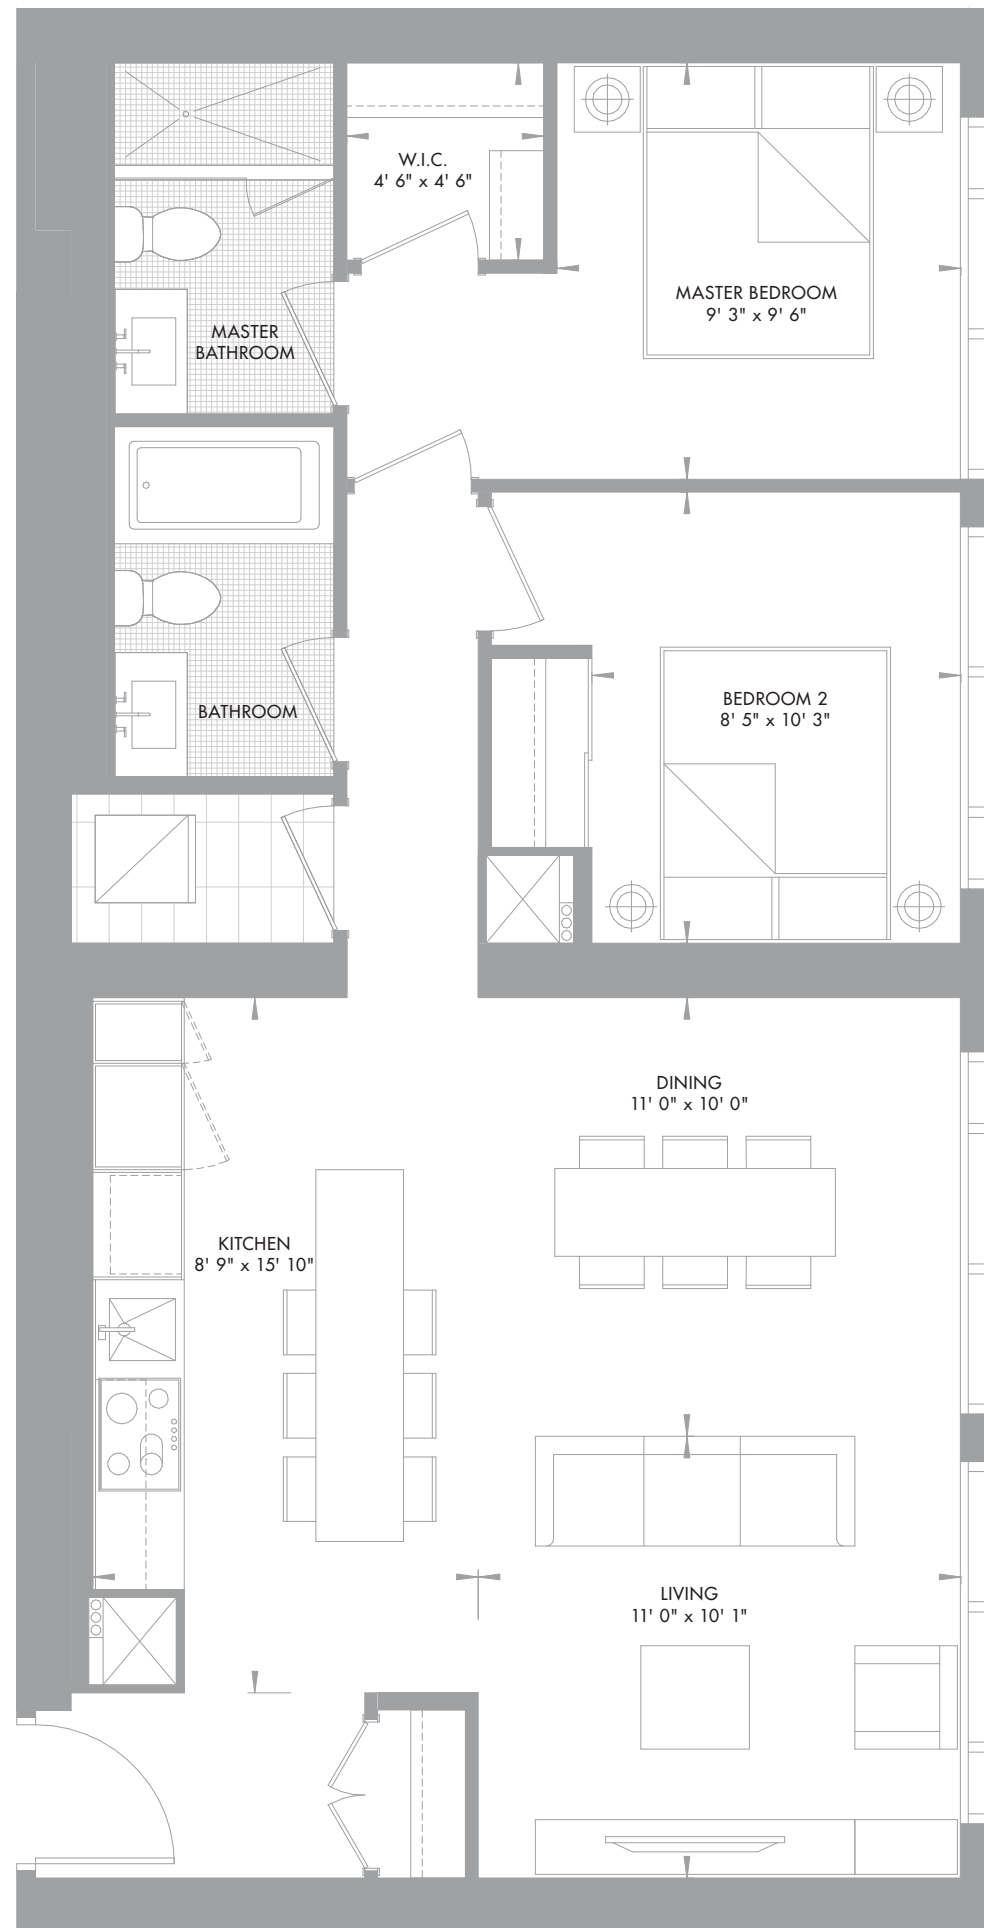 W.I.C.
4' 6" x 4' 6"
MASTER BEDROOM
9' 3" x 9' 6"
MASTER
BATHROOM
BEDROOM 2
8' 5" x 10' 3"
BATHROOM
DINING
11' 0" x 10' 0"
KITCHEN
8' 9" x 15' 10"
LIVING
11' 0" x 10' 1"